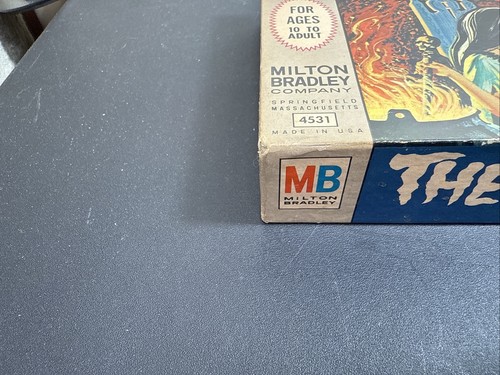 FOR
AGES
10 TO
ADULT
MILTON
BRADLEY
COMPANY
SPRINGFIELD
MASSACHUSETTS
4531
MADE IN U.S.A.
MB
MILTON
BRADLEY
THE